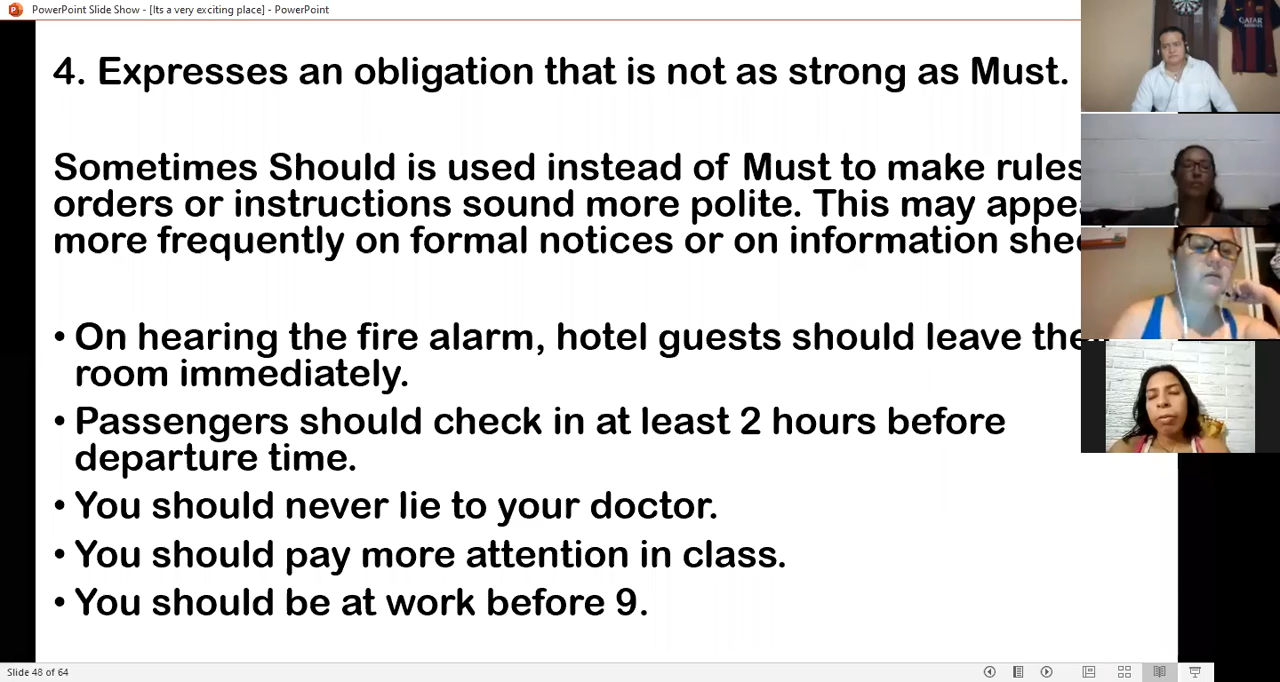 PowerPoint Slide Show - [Its a very exciting place] - PowerPoint
4. Expresses an obligation that is not as strong as Must.
Sometimes Should is used instead of Must to make rules
orders or instructions sound more polite. This may
more frequently on formal notices or on information
• On hearing the fire alarm, hotel guests should leave
room immediately.
• Passengers should check in at least 2 hours before
departure time.
• You should never lie to your doctor.
• You should pay more attention in class.
• You should be at work before 9.
Slide 48 of 64
QATAR